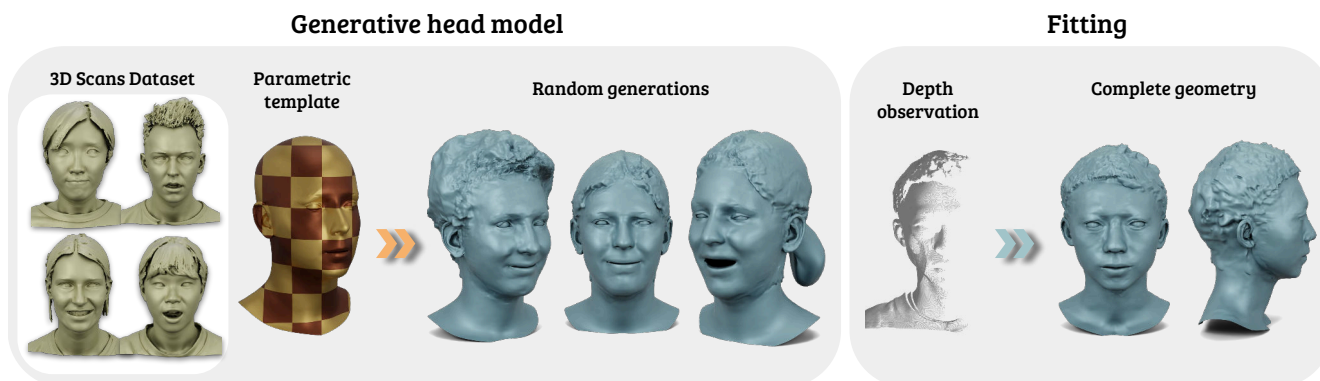 Generative head model
Fitting
3D Scans Dataset
Parametric
template
Random generations
Depth
observation
Complete geometry